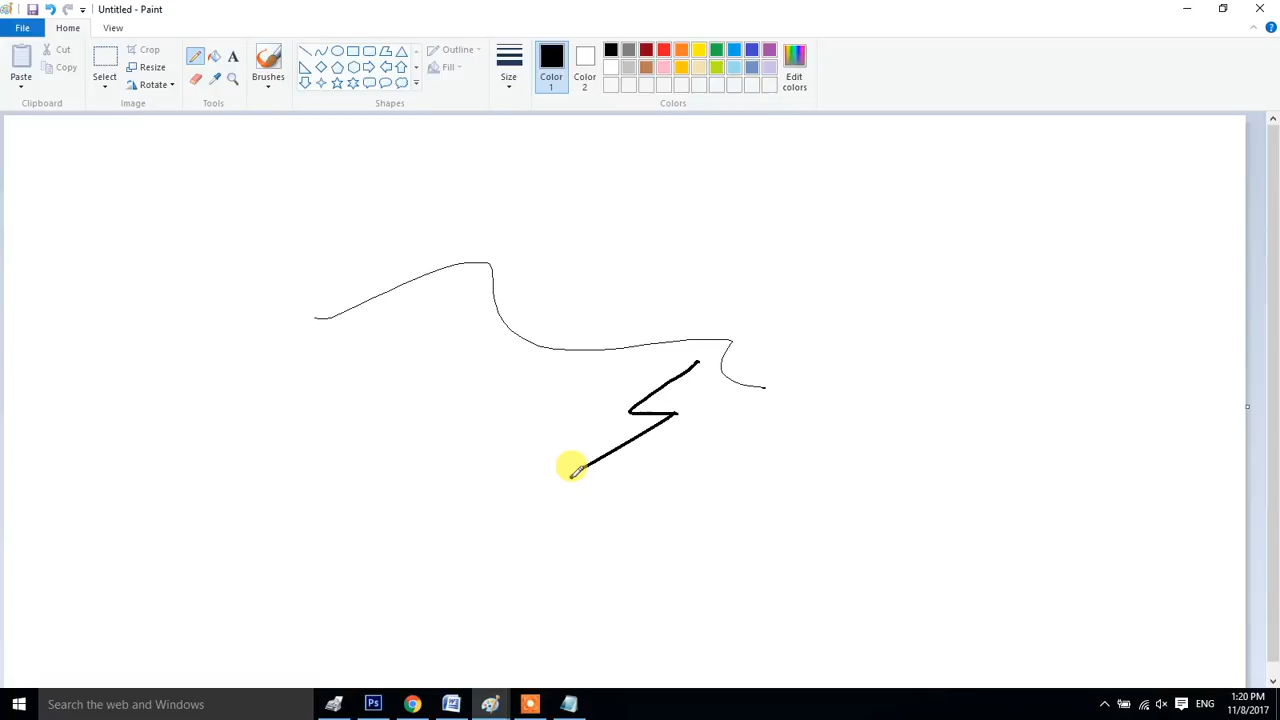 Untitled - Paint
File Home View
Paste
Cut
Copy
Clipboard
Select
Crop
Resize
Rotate
Image
Tools
Brushes
Shapes
Outline
Fill
Size
Color 1
Color 2
Edit colors
Colors
Search the web and Windows
Ps
ENG
1:20 PM
11/8/2017